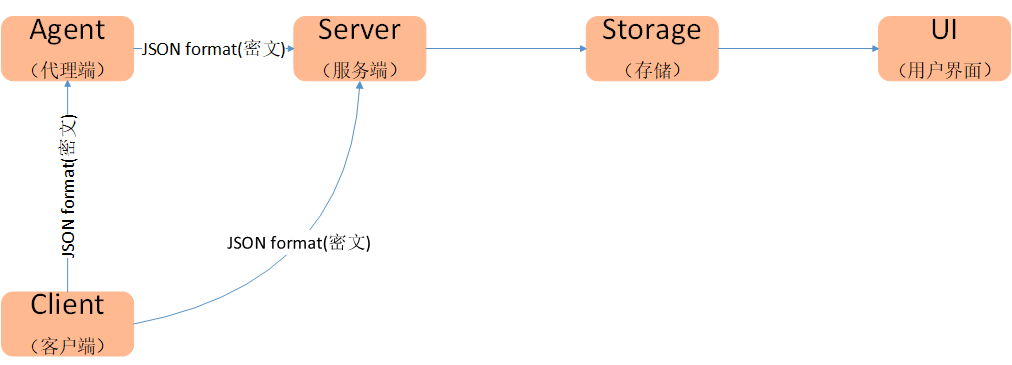 Agent
（代理端）
JSON format(密文)
Server
（服务端）
Storage
（存储）
UI
（用户界面）
JSON format(密文)
JSON format(密文)
Client
（客户端）